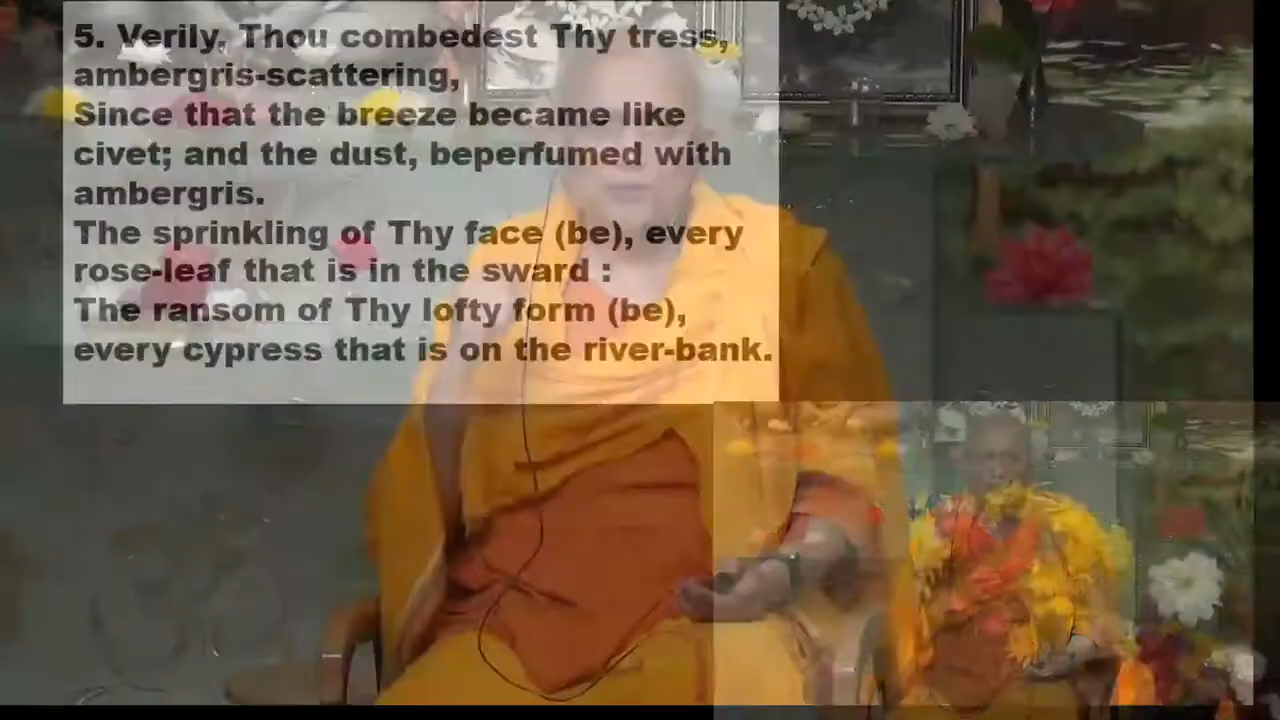 5. Verily, Thou combedest Thy tress,
ambergris-scattering,
Since that the breeze became like
civet; and the dust, beperfumed with
ambergris.
The sprinkling of Thy face (be), every
rose-leaf that is in the sward :
The ransom of Thy lofty form (be),
every cypress that is on the river-bank.